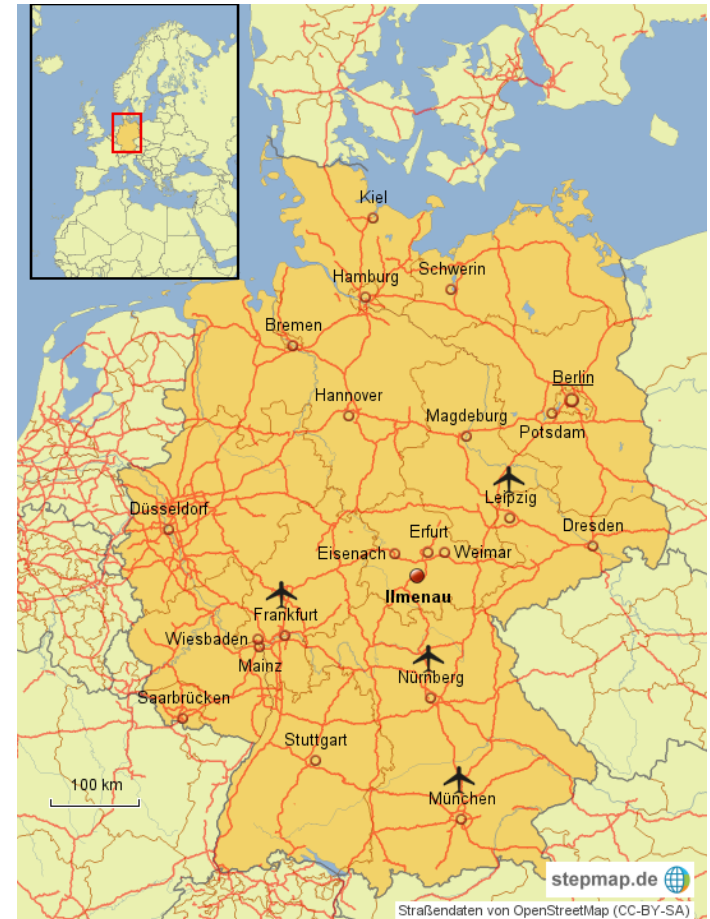 Kiel
Hamburg
Schwerin
Bremen
Berlin
Hannover
Magdeburg
Potsdam
Leipzig
Düsseldorf
Dresden
Erfurt
Eisenach
Weimar
Ilmenau
Frankfurt
Wiesbaden
Mainz
Nürnberg
Saarbrücken
Stuttgart
100 km
München
stepmap.de
Straßendaten von OpenStreetMap (CC-BY-SA)